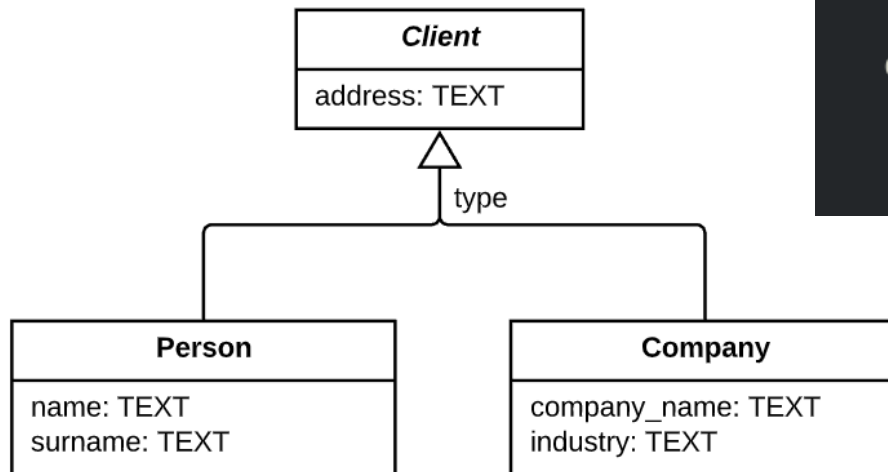 Client
address: TEXT
type
Person
name: TEXT
surname: TEXT
Company
company_name: TEXT
industry: TEXT